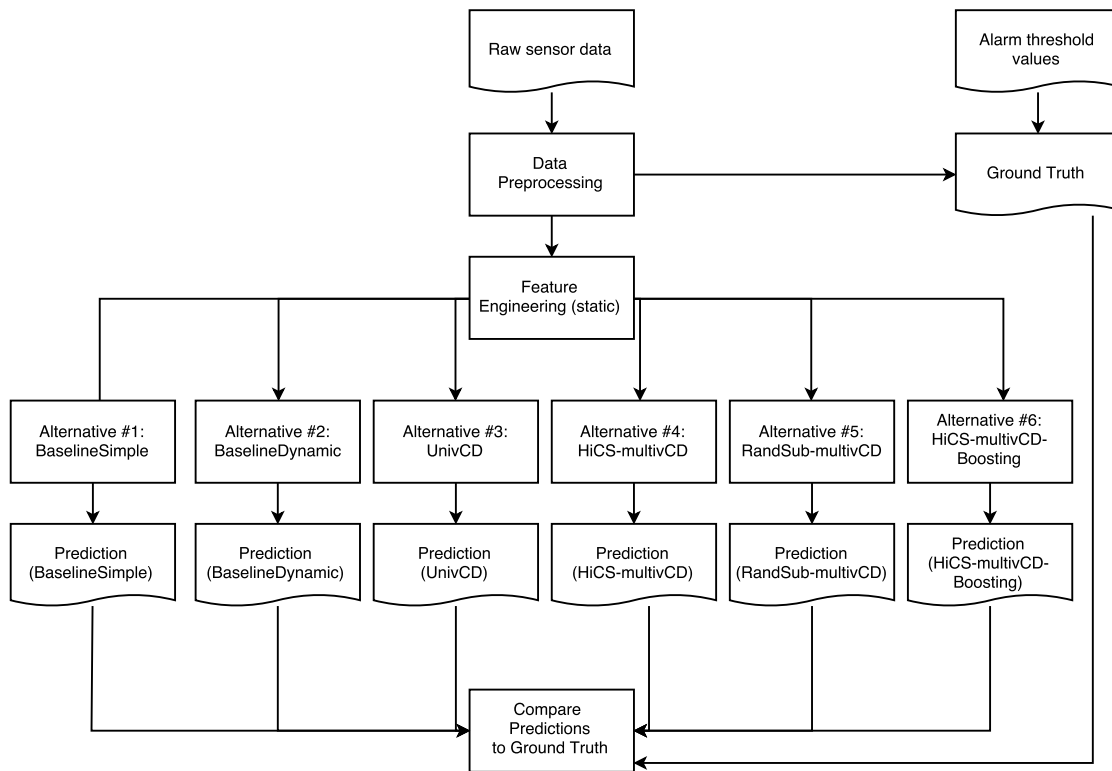 Raw sensor data
Alarm threshold
values
Data
Preprocessing
Ground Truth
Feature
Engineering (static)
Alternative #1:
BaselineSimple
Alternative #2:
BaselineDynamic
Alternative #3:
UnivCD
Alternative #4:
HiCS-multivCD
Alternative #5:
RandSub-multivCD
Alternative #6:
HiCS-multivCD-
Boosting
Prediction
(BaselineSimple)
Prediction
(BaselineDynamic)
Prediction
(UnivCD)
Prediction
(HiCS-multivCD)
Prediction
(RandSub-multivCD)
Prediction
(HiCS-multivCD-
Boosting)
Compare
Predictions
to Ground Truth